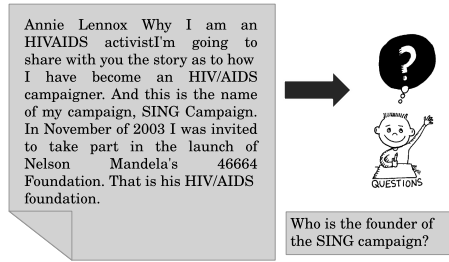 Annie Lennox Why I am an
HIVAIDS activistI'm going to
share with you the story as to how
I have become an HIV/AIDS
campaigner. And this is the name
of my campaign, SING Campaign.
In November of 2003 I was invited
to take part in the launch of
Nelson Mandela's 46664
Foundation. That is his HIV/AIDS
foundation.
?
QUESTIONS
Who is the founder of
the SING campaign?